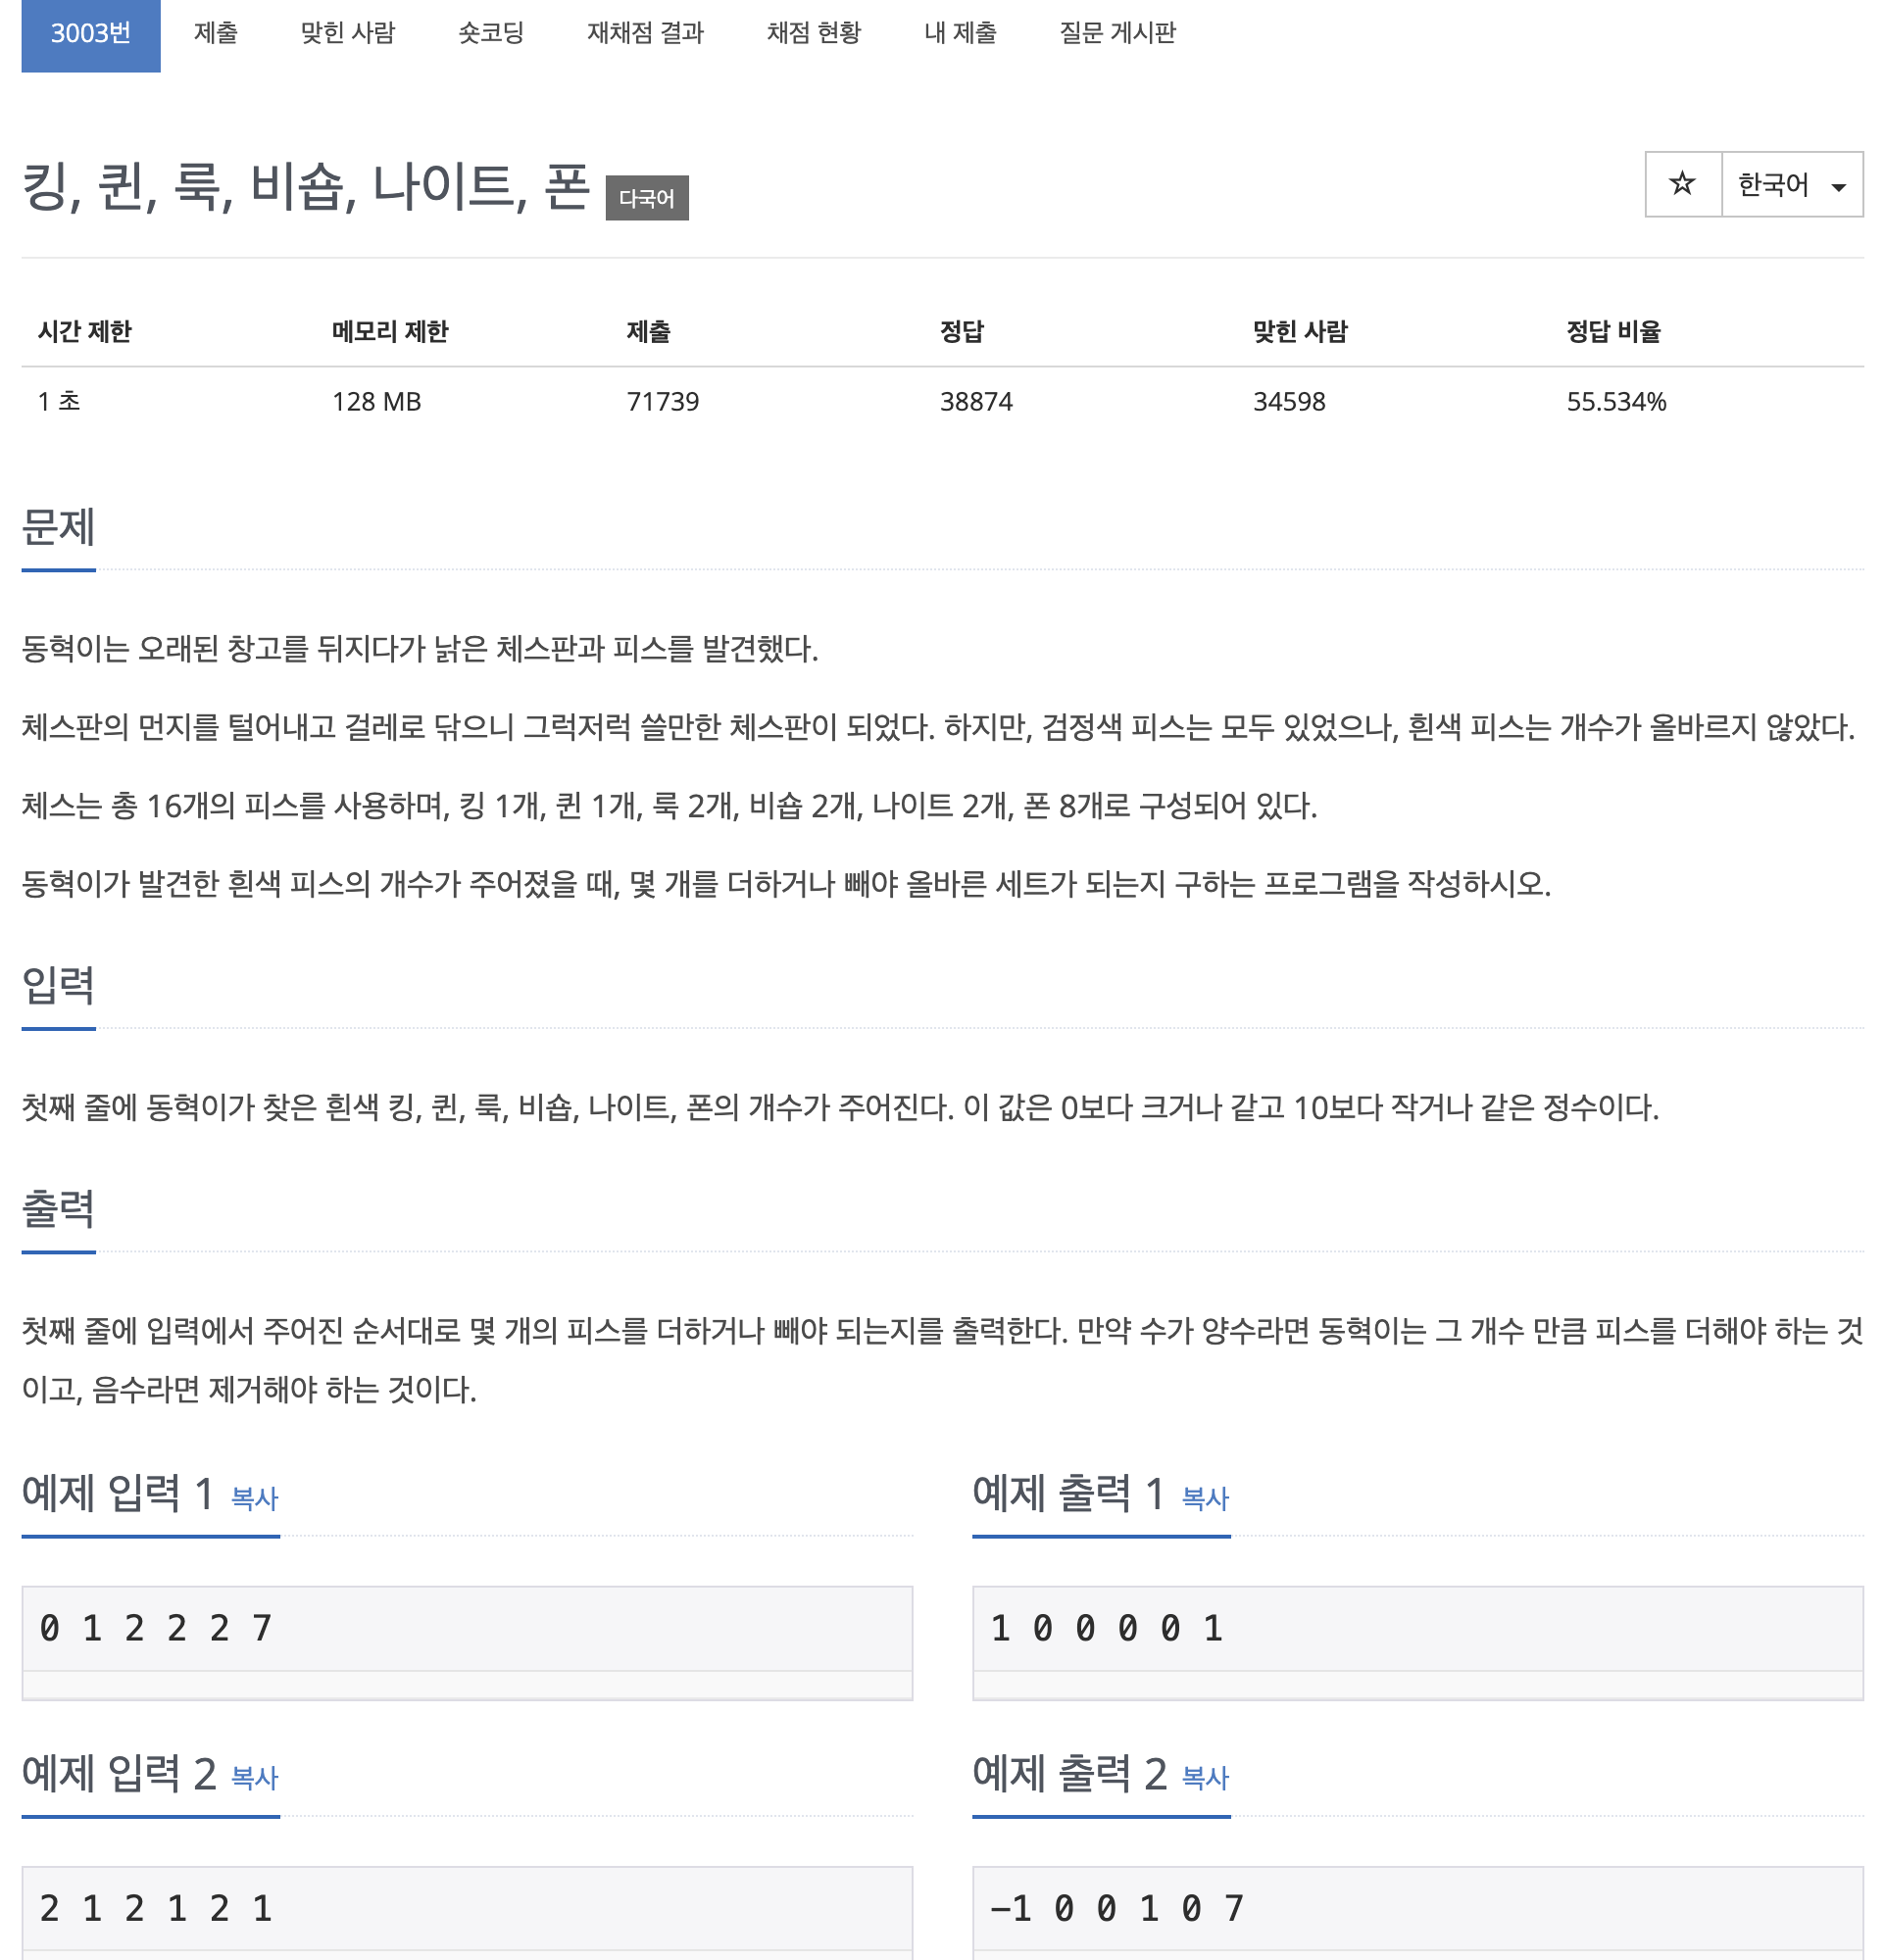 3003번 제출 맞힌 사람 숏코딩 재채점 결과 채점 현황 내 제출 질문 게시판
킹, 퀸, 룩, 비숍, 나이트, 폰 다국어 ☆ 한국어
시간 제한 메모리 제한 제출 정답 맞힌 사람 정답 비율
1 초 128 MB 71739 38874 34598 55.534%
문제
동혁이는 오래된 창고를 뒤지다가 낡은 체스판과 피스를 발견했다.
체스판의 먼지를 털어내고 걸레로 닦으니 그럭저럭 쓸만한 체스판이 되었다. 하지만, 검정색 피스는 모두 있었으나, 흰색 피스는 개수가 올바르지 않았다.
체스는 총 16개의 피스를 사용하며, 킹 1개, 퀸 1개, 룩 2개, 비숍 2개, 나이트 2개, 폰 8개로 구성되어 있다.
동혁이가 발견한 흰색 피스의 개수가 주어졌을 때, 몇 개를 더하거나 빼야 올바른 세트가 되는지 구하는 프로그램을 작성하시오.
입력
첫째 줄에 동혁이가 찾은 흰색 킹, 퀸, 룩, 비숍, 나이트, 폰의 개수가 주어진다. 이 값은 0보다 크거나 같고 10보다 작거나 같은 정수이다.
출력
첫째 줄에 입력에서 주어진 순서대로 몇 개의 피스를 더하거나 빼야 되는지를 출력한다. 만약 수가 양수라면 동혁이는 그 개수 만큼 피스를 더해야 하는 것
이고, 음수라면 제거해야 하는 것이다.
예제 입력 1 복사
0 1 2 2 2 7
예제 출력 1 복사
1 0 0 0 0 1
예제 입력 2 복사
2 1 2 1 2 1
예제 출력 2 복사
-1 0 0 1 0 7